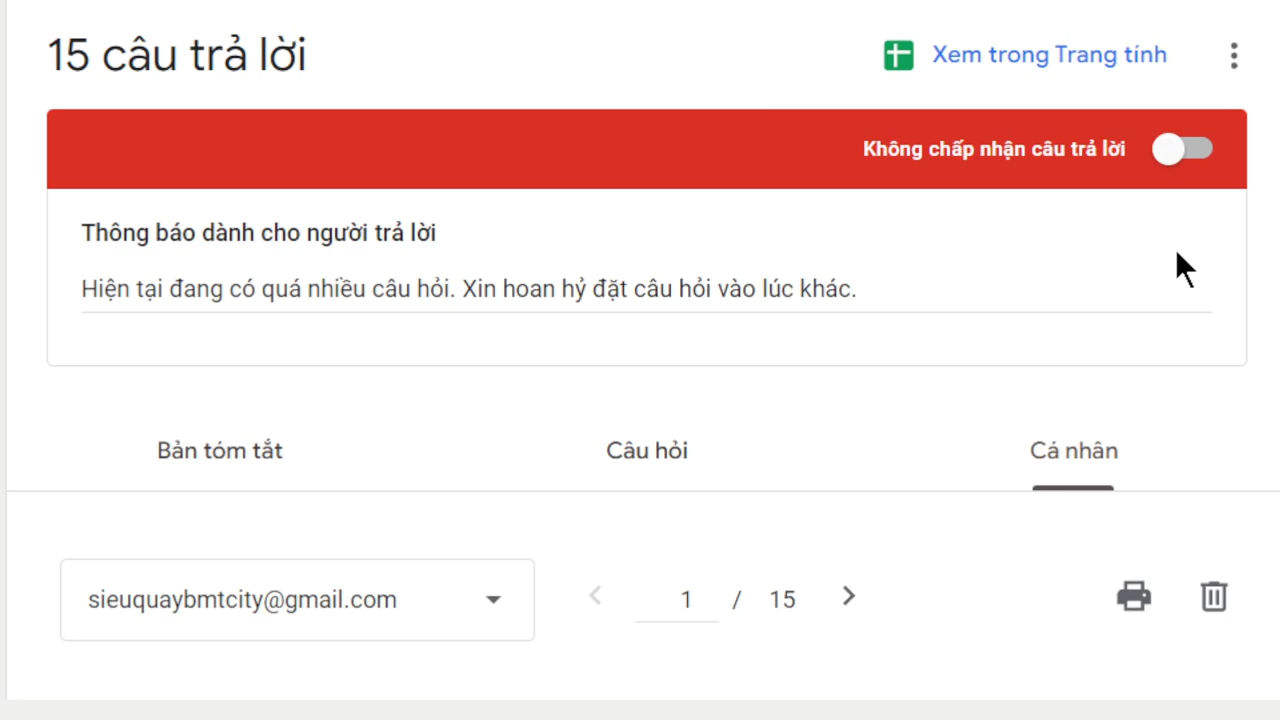 15 câu trả lời
Xem trong Trang tính
Không chấp nhận câu trả lời
Thông báo dành cho người trả lời
Hiện tại đang có quá nhiều câu hỏi. Xin hoan hỷ đặt câu hỏi vào lúc khác.
Bản tóm tắt
Câu hỏi
Cá nhân
sieuquaybmtcity@gmail.com
1 / 15